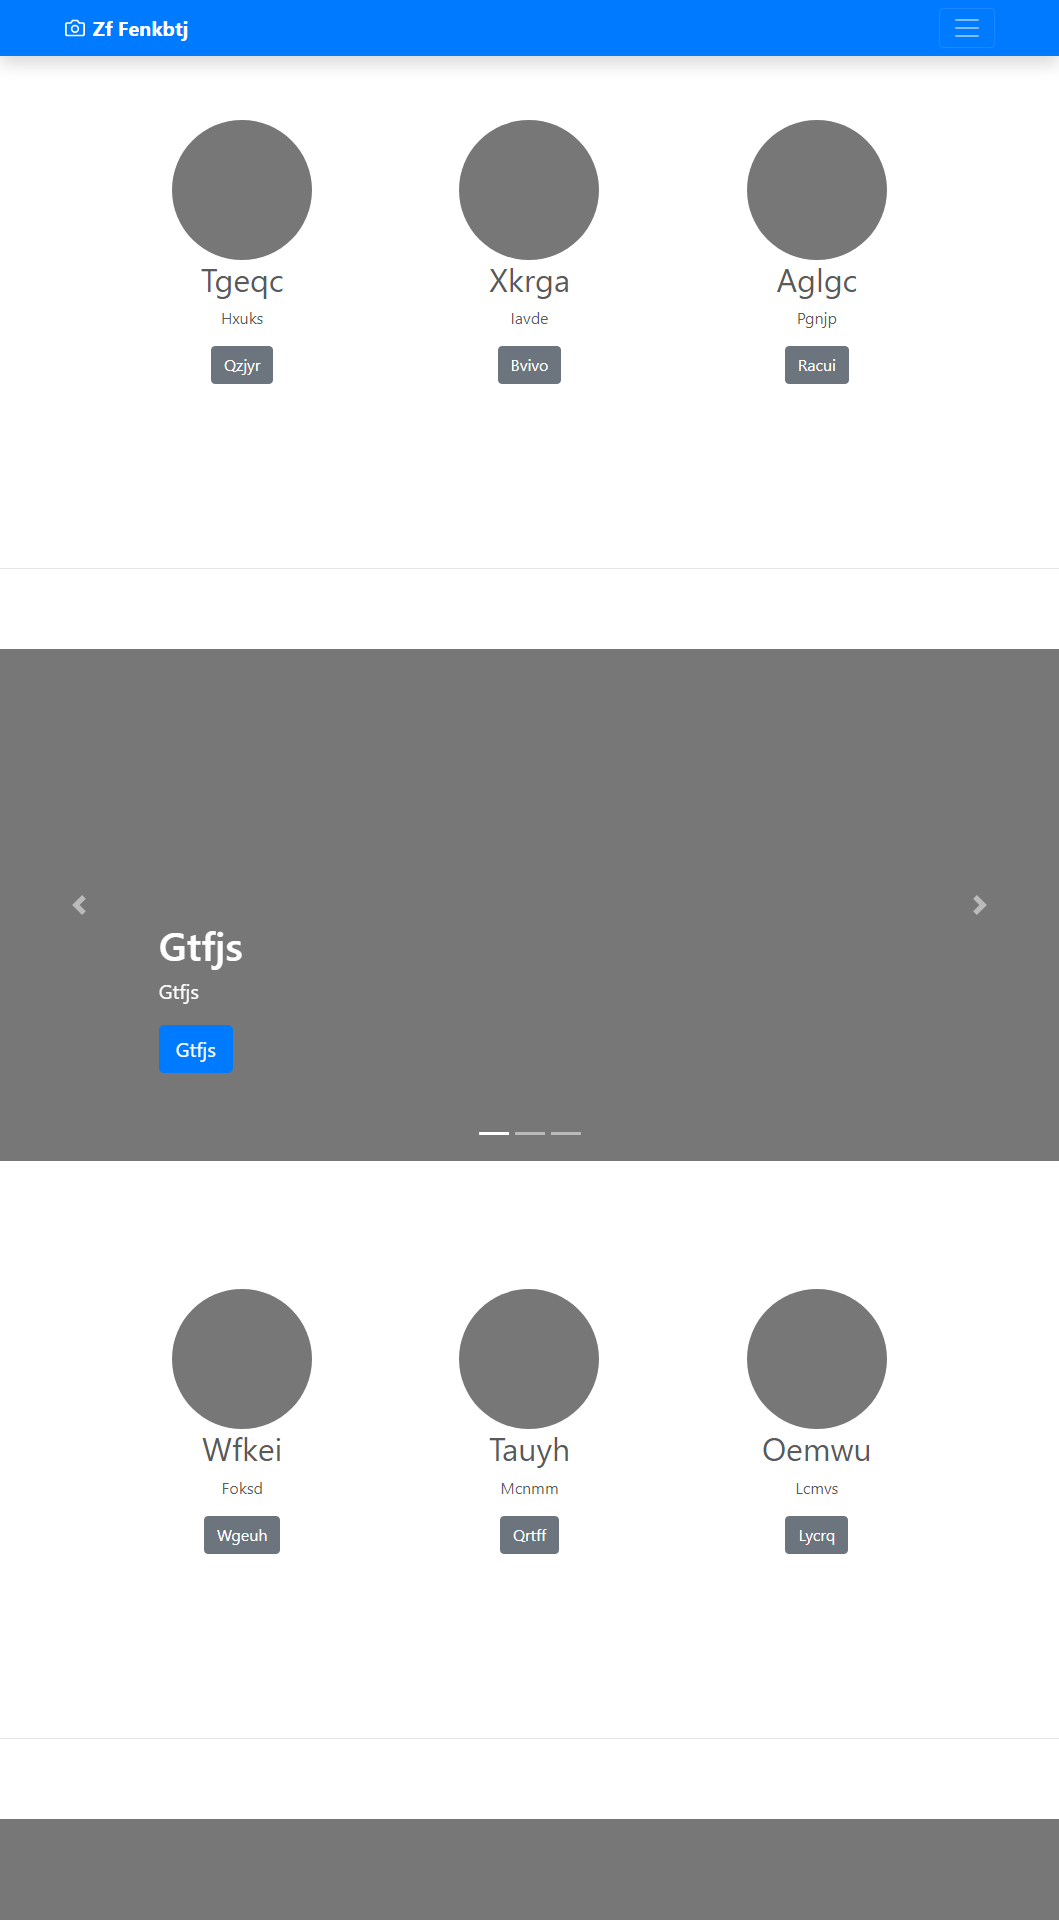 Zf Fenkbtj
Tgeqc
Hxuks
Qzjyr
Xkrga
Iavde
Bvivo
Aglgc
Pgnjp
Racui
Gtfjs
Gtfjs
Gtfjs
Wfkei
Foksd
Wgeuh
Tauyh
Mcnmm
Qrtff
Oemwu
Lcmvs
Lycrq